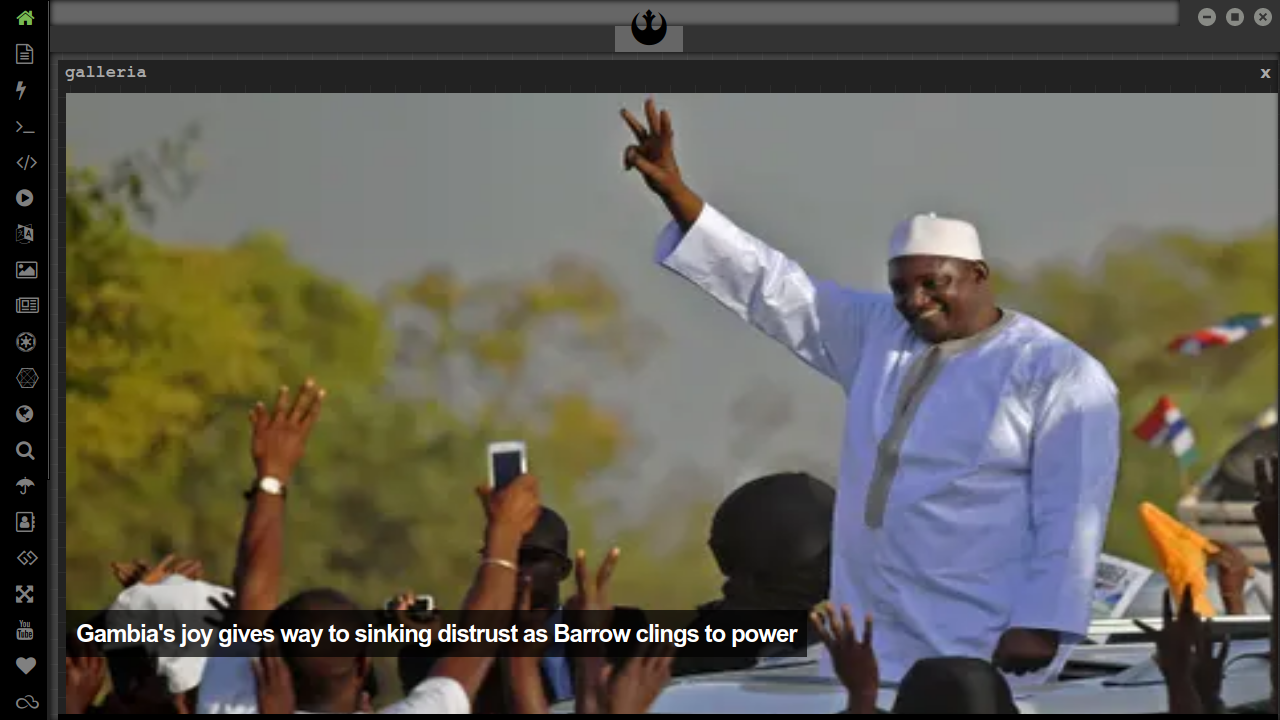 galleria
x
Gambia's joy gives way to sinking distrust as Barrow clings to power
You
Tube